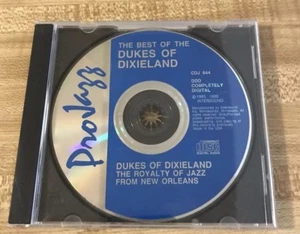 THE BEST OF THE
DUKES OF
DIXIELAND
CDJ 644
DDD
COMPLETELY
DIGITAL
INTERSOUND
ProJazz
DUKES OF DIXIELAND
THE ROYALTY OF JAZZ
FROM NEW ORLEANS